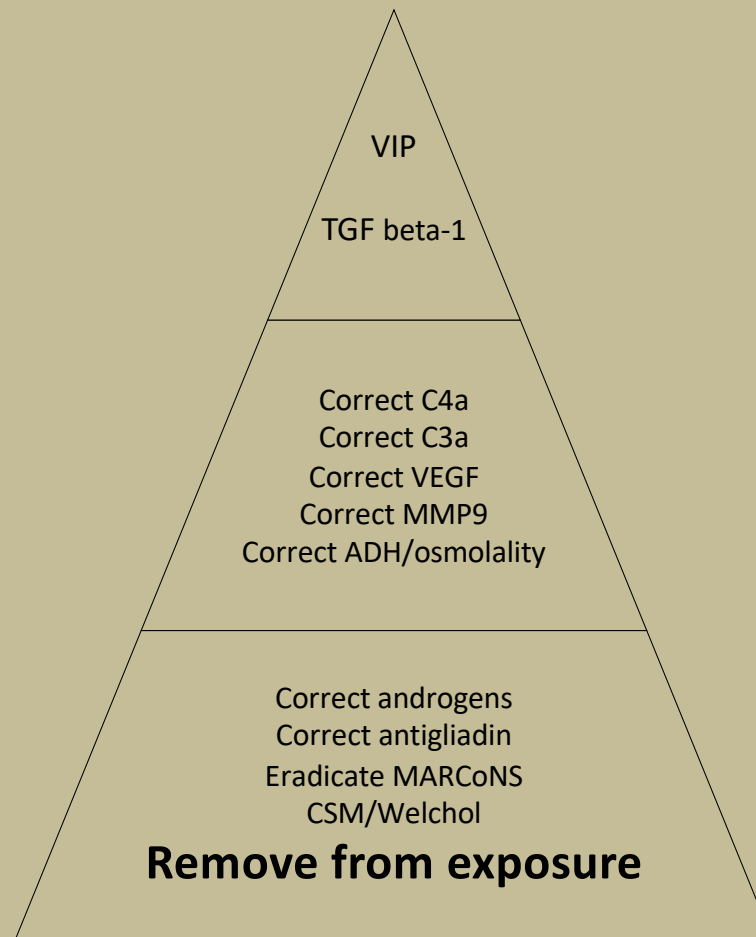 VIP
TGF beta-1
Correct C4a
Correct C3a
Correct VEGF
Correct MMP9
Correct ADH/osmolality
Correct androgens
Correct antigliadin
Eradicate MARCoNS
CSM/Welchol
Remove from exposure